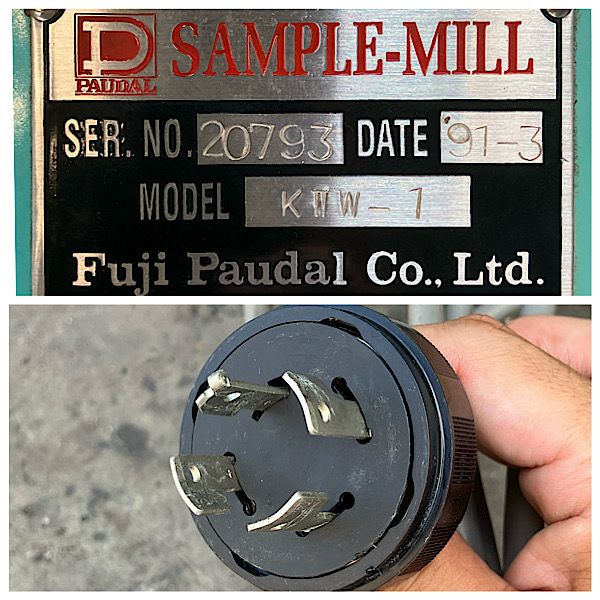 PAUDAL SAMPLE-MILL
SER. NO. 20793 DATE '91-3
MODEL KⅡW-1
Fuji Paudal Co., Ltd.